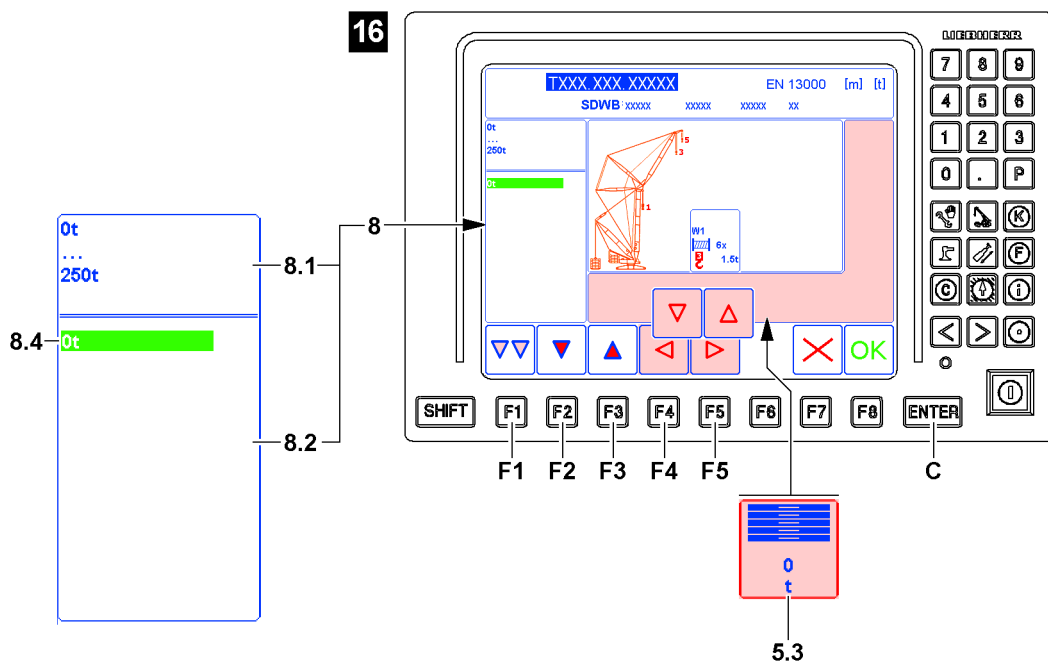 16
LIEBHERR
TXXX.XXX.XXXXX EN 13000 [m] [t]
SDWB xxxxx xxxxx xxxxx xx
0t
...
250t
0t
5
3
1
W1
6x
1.5t
OK
7 8 9
4 5 6
1 2 3
0 . P
K
F
C i
SHIFT F1 F2 F3 F4 F5 F6 F7 F8 ENTER
F1 F2 F3 F4 F5 C
0t
...
250t
0t
8
8.1
8.4
8.2
0
t
5.3